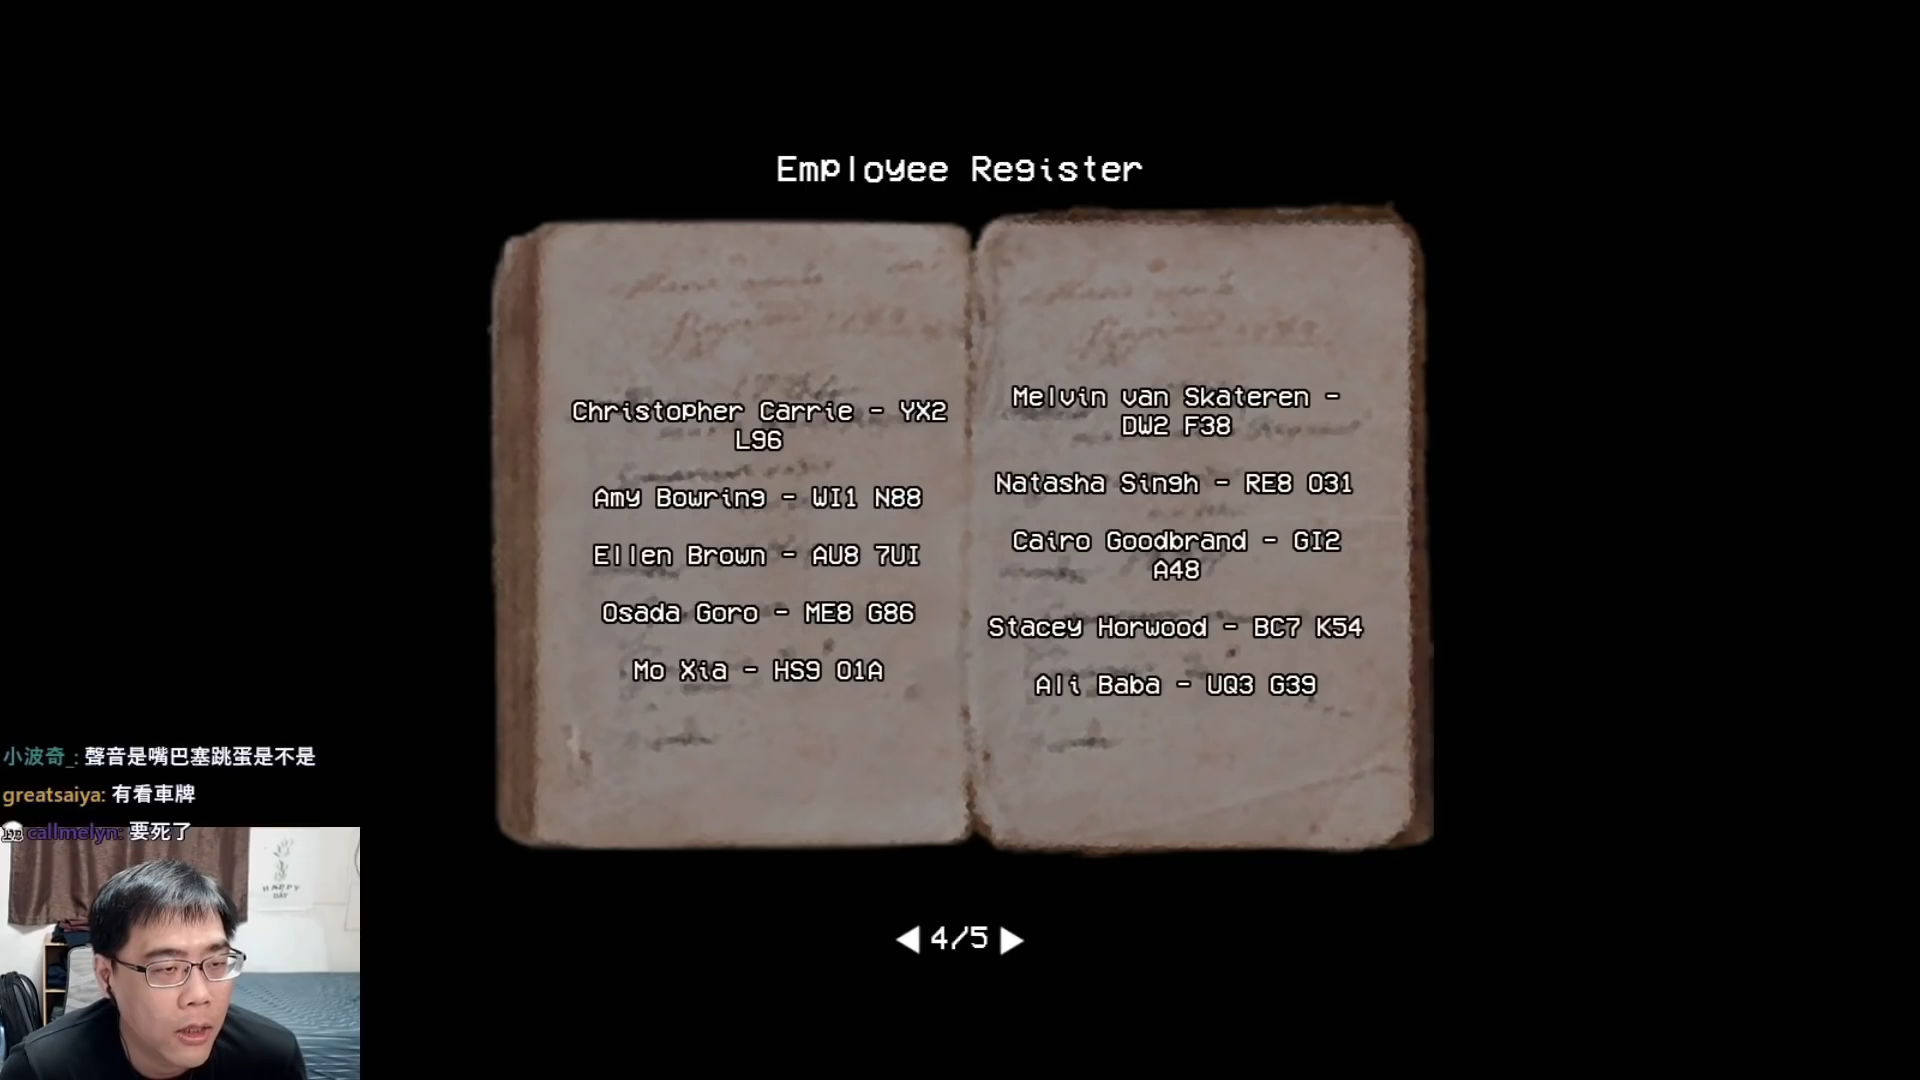 Employee Register
Christopher Carrie - YX2
L96
Amy Bowring - WI1 N88
Ellen Brown - AU8 7UI
Osada Goro - ME8 G86
Mo Xia - HS9 01A
Melvin van Skateren -
DW2 F38
Natasha Singh - RE8 031
Cairo Goodbrand - GI2
A48
Stacey Horwood - BC7 K54
Ali Baba - UQ3 G39
4/5
小波奇_: 聲音是嘴巴塞跳蛋是不是
greatsaiya: 有看車牌
callmelyn: 要死了
HAPPY
DAY